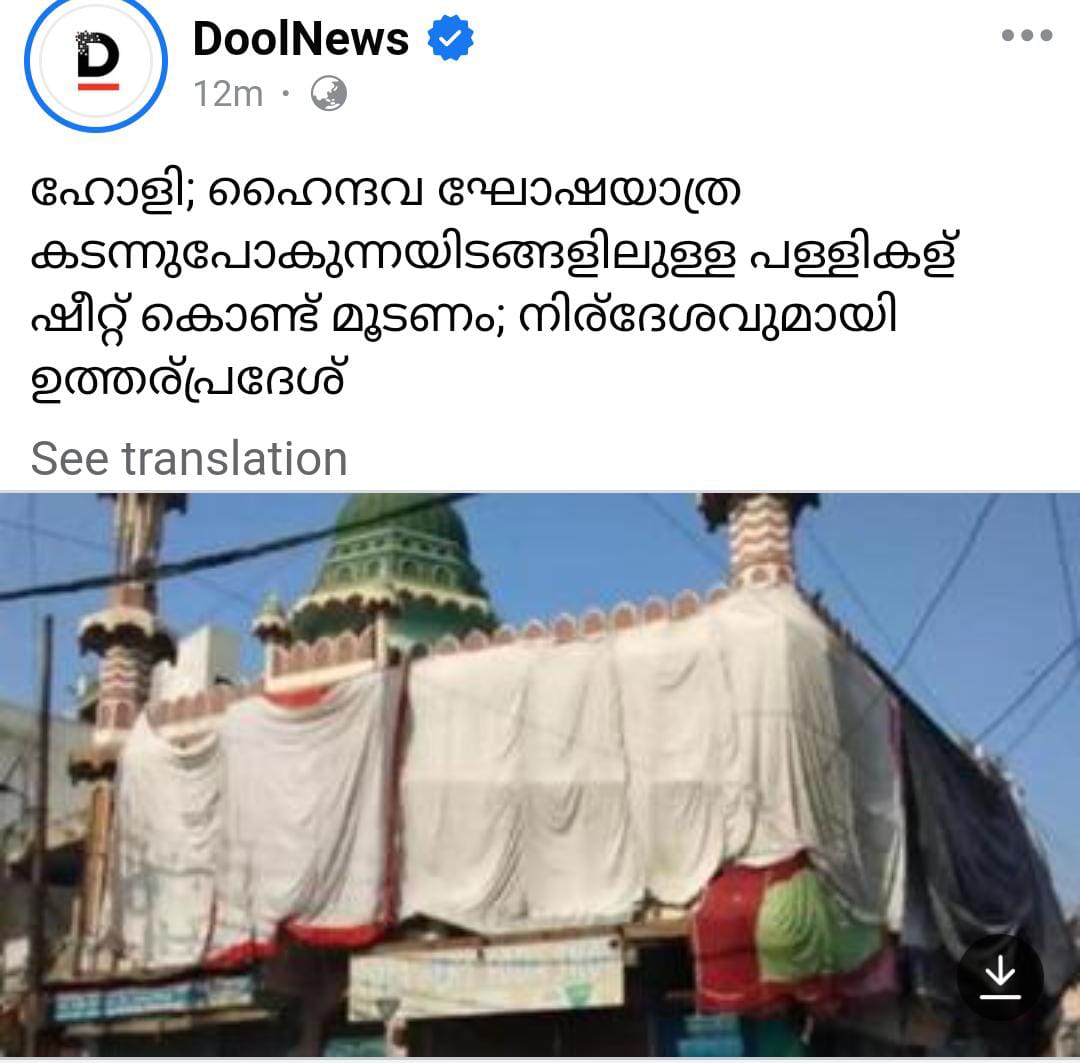 D
DoolNews
12m ·
ഹോളി; ഹൈന്ദവ ഘോഷയാത്ര
കടന്നുപോകുന്നയിടങ്ങളിലുള്ള പള്ളികള്
ഷീറ്റ് കൊണ്ട് മൂടണം; നിര്ദേശവുമായി
ഉത്തര്പ്രദേശ്
See translation